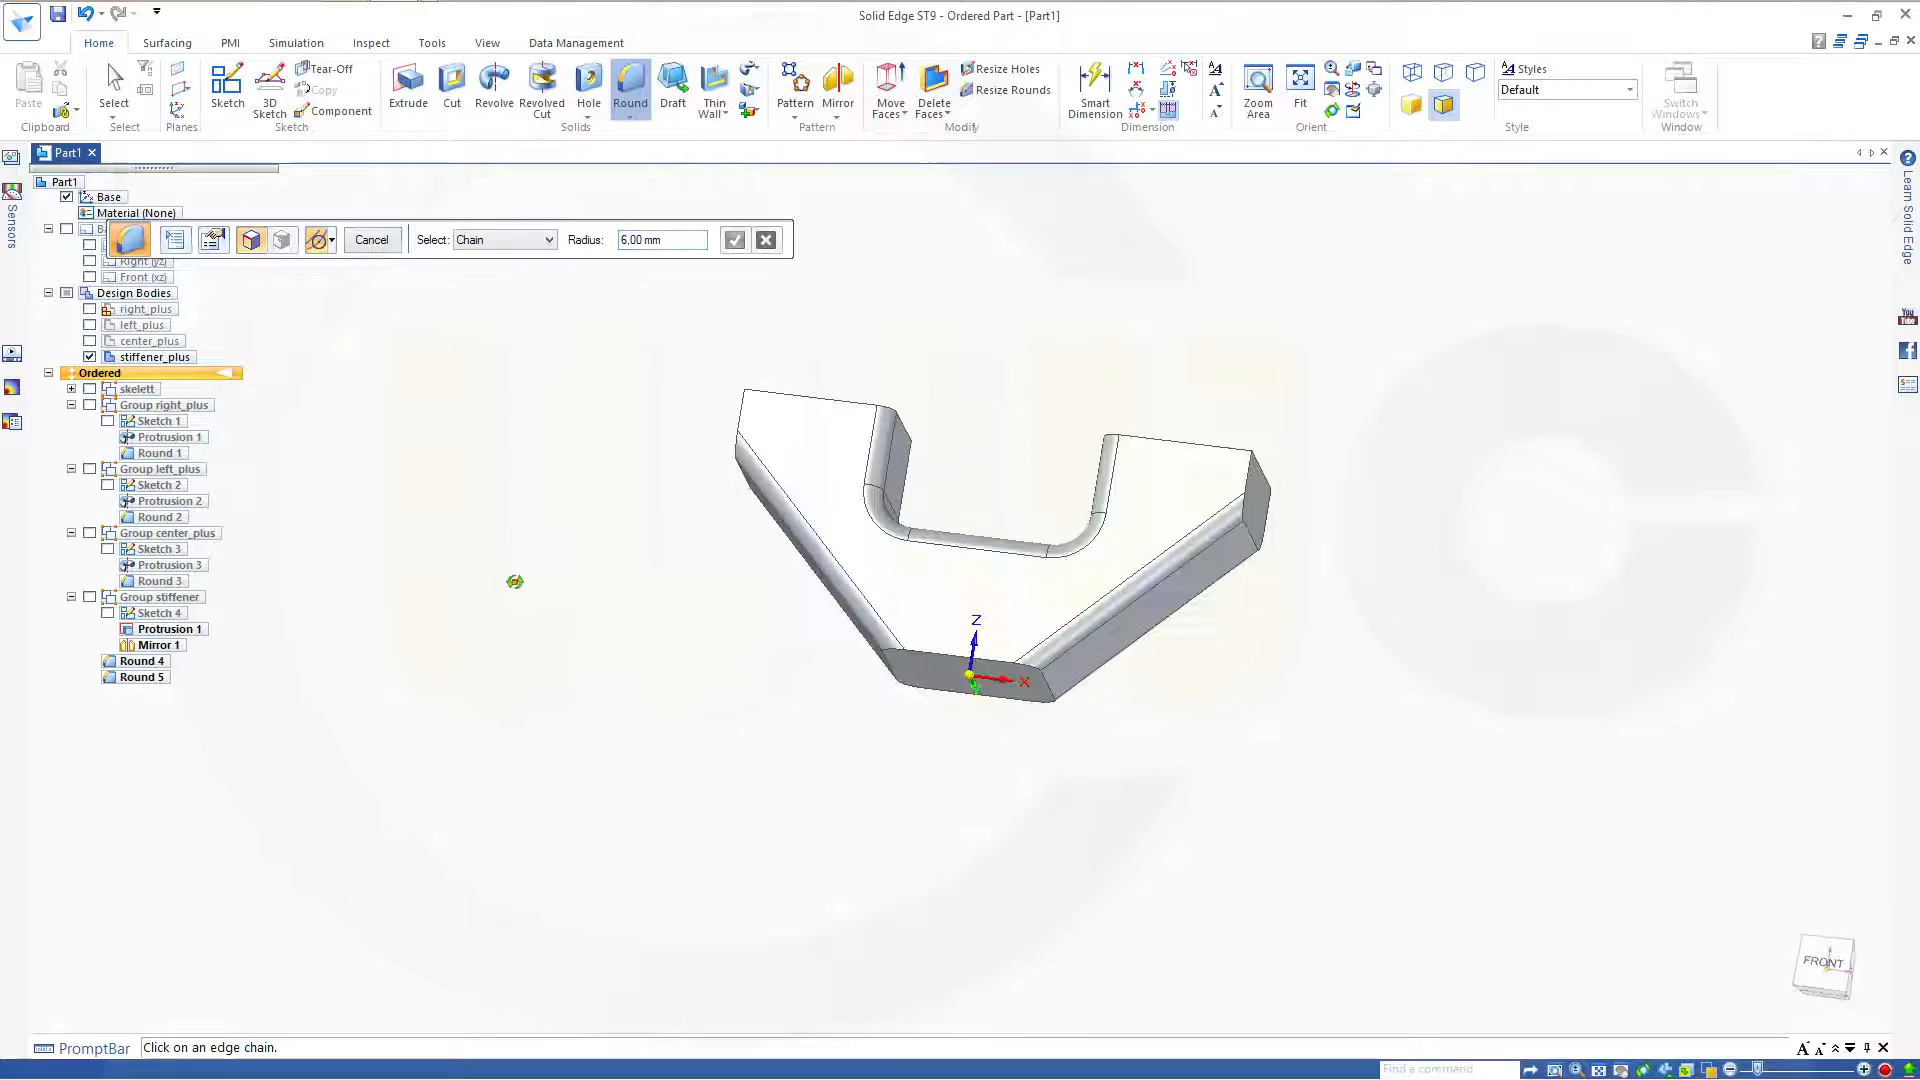 Solid Edge ST9 - Ordered Part - [Part1]
Home Surfacing PMI Simulation Inspect Tools View Data Management
Paste
Clipboard
Select
Select
Planes
Sketch
3D Sketch
Tear-Off
Copy
Component
Sketch
Extrude
Cut
Revolve
Revolved Cut
Hole
Round
Draft
Thin Wall
Solids
Pattern
Mirror
Pattern
Move Faces
Delete Faces
Resize Holes
Resize Rounds
Modify
Smart Dimension
Dimension
Zoom Area
Fit
Orient
Styles
Default
Style
Switch Windows
Window
Part1
Part1
Base
Material (None)
Cancel
Select: Chain
Radius: 6,00 mm
Right (yz)
Front (xz)
Design Bodies
right_plus
left_plus
center_plus
stiffener_plus
Ordered
skelett
Group right_plus
Sketch 1
Protrusion 1
Round 1
Group left_plus
Sketch 2
Protrusion 2
Round 2
Group center_plus
Sketch 3
Protrusion 3
Round 3
Group stiffener
Sketch 4
Protrusion 1
Mirror 1
Round 4
Round 5
Sensors
Learn Solid Edge
You
Z
X
FRONT
PromptBar
Click on an edge chain.
Find a command